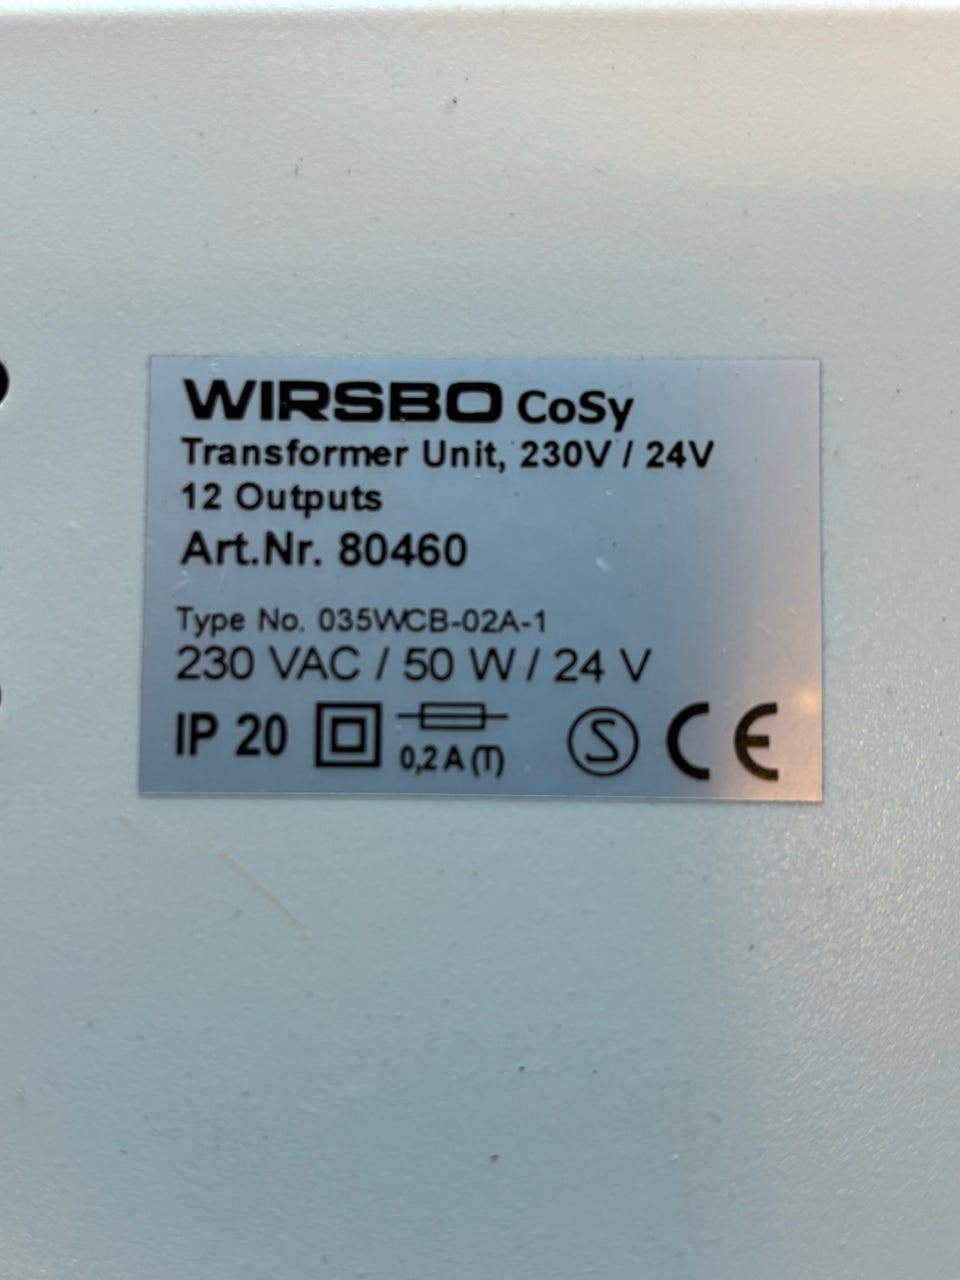 WIRSBO CoSy
Transformer Unit, 230V / 24V
12 Outputs
Art.Nr. 80460
Type No. 035WCB-02A-1
230 VAC / 50 W / 24 V
IP 20 0,2 A (T) S CE